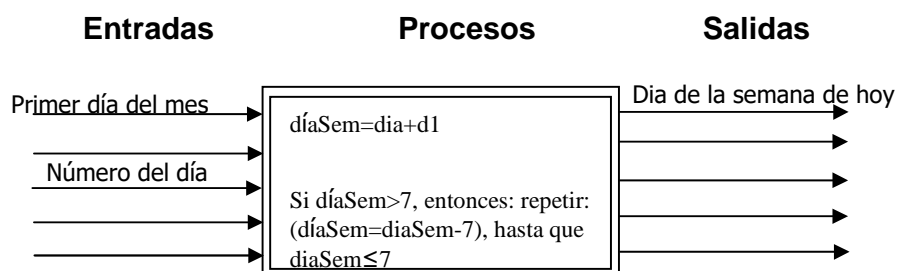 Entradas Procesos Salidas
Primer día del mes
Número del día
díaSem=dia+d1
Si díaSem>7, entonces: repetir:
(díaSem=diaSem-7), hasta que
diaSem≤7
Dia de la semana de hoy